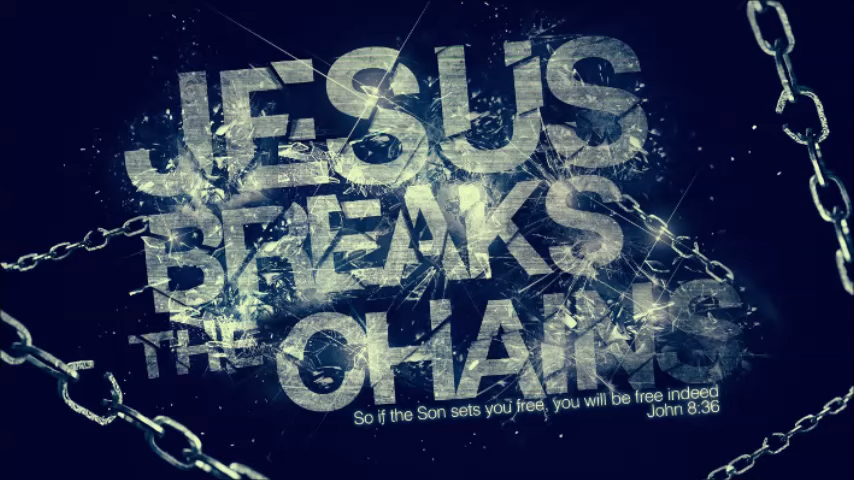 JESUS
BREAKS
THE CHAINS
So if the Son sets you free, you will be free indeed
John 8:36